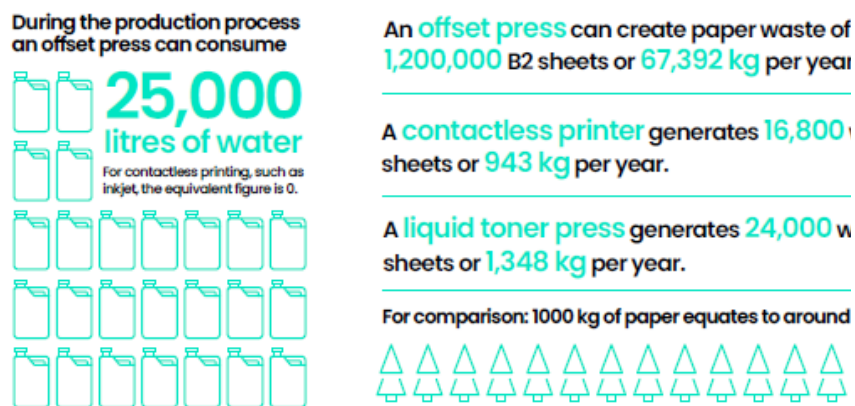 During the production process
an offset press can consume
25,000
litres of water
For contactless printing, such as
inkjet, the equivalent figure is 0.
An offset press can create paper waste of
1,200,000 B2 sheets or 67,392 kg per year
A contactless printer generates 16,800
sheets or 943 kg per year.
A liquid toner press generates 24,000
sheets or 1,348 kg per year.
For comparison: 1000 kg of paper equates to around